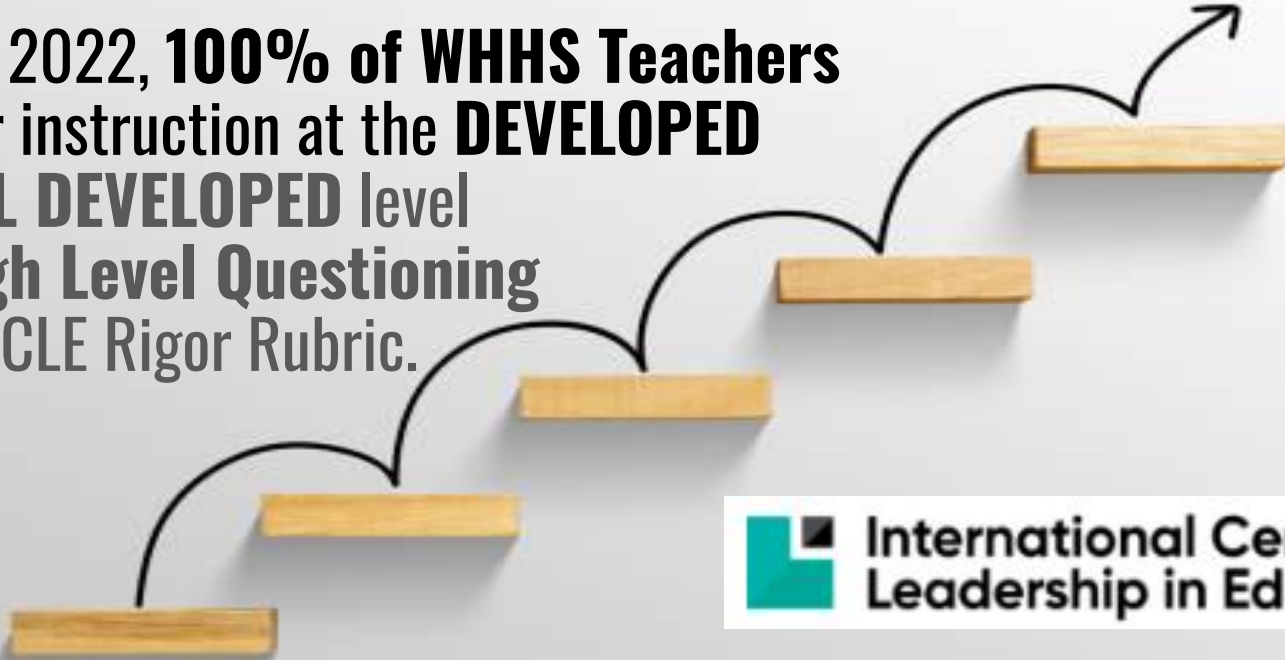 2022, 100% of WHHS Teachers
r instruction at the DEVELOPED
L DEVELOPED level
gh Level Questioning
CLE Rigor Rubric.
International Ce
Leadership in Ed